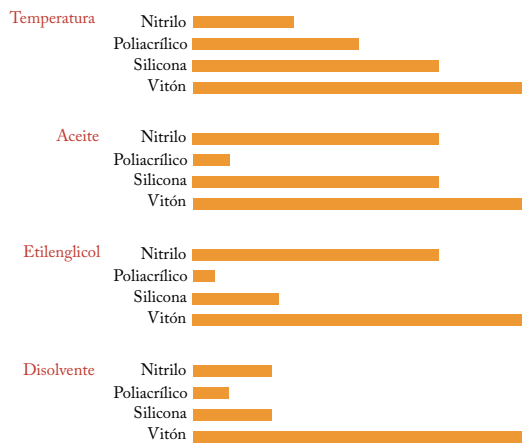 Temperatura
Nitrilo
Poliacrílico
Silicona
Vitón
Aceite
Nitrilo
Poliacrílico
Silicona
Vitón
Etilenglicol
Nitrilo
Poliacrílico
Silicona
Vitón
Disolvente
Nitrilo
Poliacrílico
Silicona
Vitón